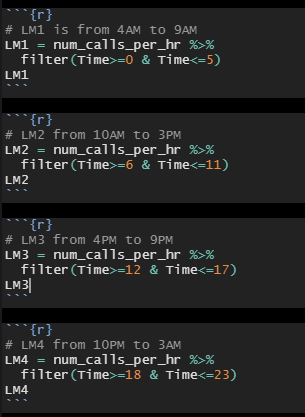 ```{r}
# LM1 is from 4AM to 9AM
LM1 = num_calls_per_hr %>%
  filter(Time>=0 & Time<=5)
LM1
```
```{r}
# LM2 from 10AM to 3PM
LM2 = num_calls_per_hr %>%
  filter(Time>=6 & Time<=11)
LM2
```
```{r}
# LM3 from 4PM to 9PM
LM3 = num_calls_per_hr %>%
  filter(Time>=12 & Time<=17)
LM3
```
```{r}
# LM4 from 10PM to 3AM
LM4 = num_calls_per_hr %>%
  filter(Time>=18 & Time<=23)
LM4
```